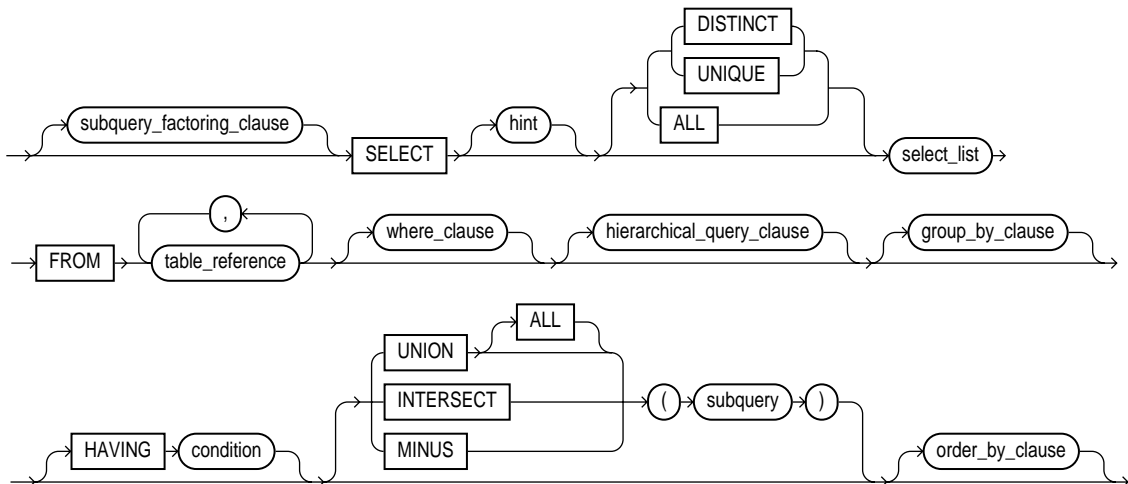 DISTINCT
UNIQUE
subquery_factoring_clause hint ALL
SELECT select_list
, where_clause hierarchical_query_clause group_by_clause
FROM table_reference
ALL
UNION
INTERSECT ( subquery )
HAVING condition MINUS order_by_clause